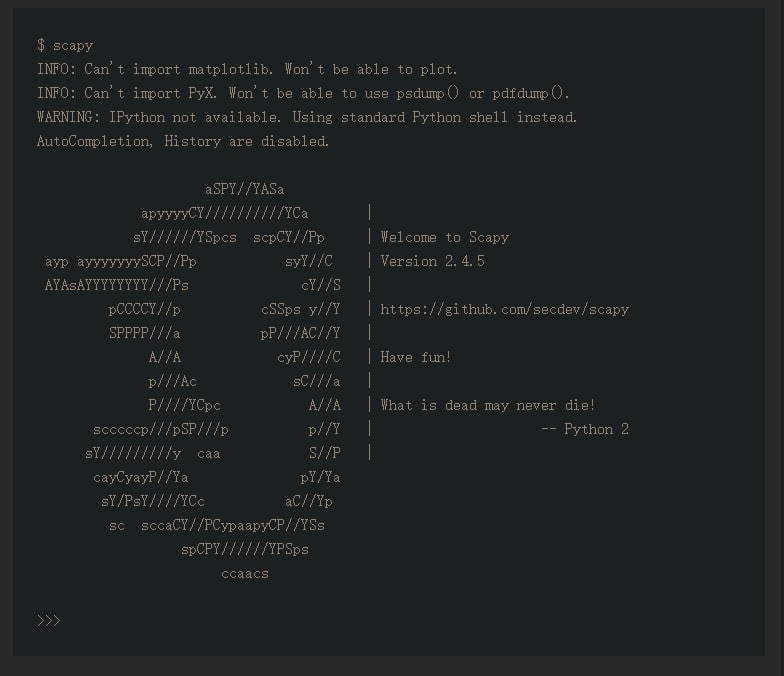 $ scapy
INFO: Can't import matplotlib. Won't be able to plot.
INFO: Can't import PyX. Won't be able to use psdump() or pdfdump().
WARNING: IPython not available. Using standard Python shell instead.
AutoCompletion, History are disabled.

                     aSPY//YASa
             apyyyyCY//////////YCa       |
            sY//////YSpcs  scpCY//Pp     | Welcome to Scapy
 ayp ayyyyyyySCP//Pp           syY//C    | Version 2.4.5
 AYAsAYYYYYYYY///Ps              cY//S   |
         pCCCCY//p          cSSps y//Y   | https://github.com/secdev/scapy
         SPPPP///a          pP///AC//Y   |
              A//A            cyP////C   | Have fun!
              p///Ac            sC///a   |
              P////YCpc           A//A   | What is dead may never die!
       scccccp///pSP///p          p//Y   |                     -- Python 2
      sY/////////y  caa           S//P   |
       cayCyayP//Ya              pY/Ya
        sY/PsY////YCc          aC//Yp
         sc  sccaCY//PCypaapyCP//YSs
                  spCPY//////YPSps
                       ccaacs

>>>